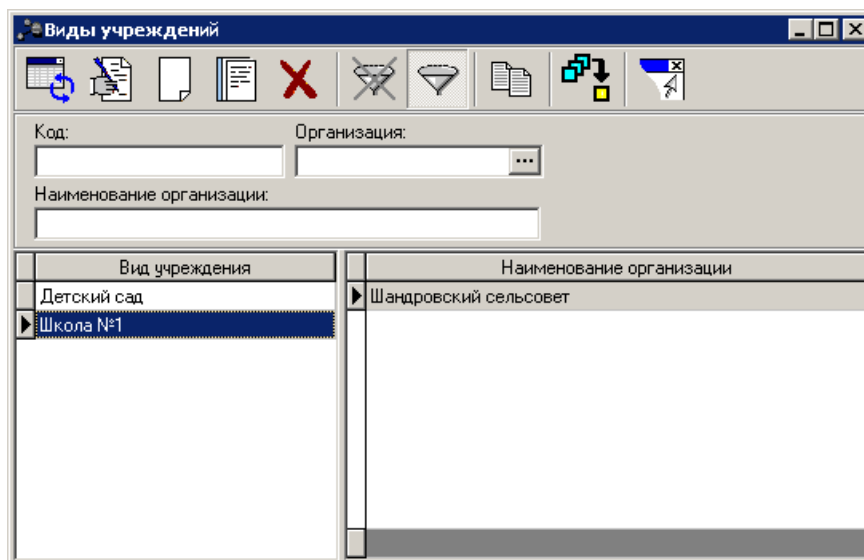 Виды учреждений
Код:
Организация:
Наименование организации:
Вид учреждения
Наименование организации
Детский сад
Шандровский сельсовет
Школа №1